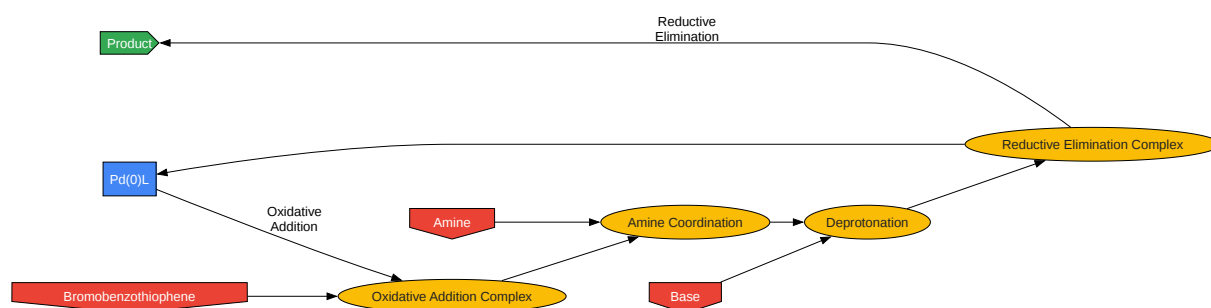 Reductive
Elimination
Product
Reductive Elimination Complex
Pd(0)L
Oxidative
Addition
Amine
Amine Coordination
Deprotonation
Bromobenzothiophene
Oxidative Addition Complex
Base